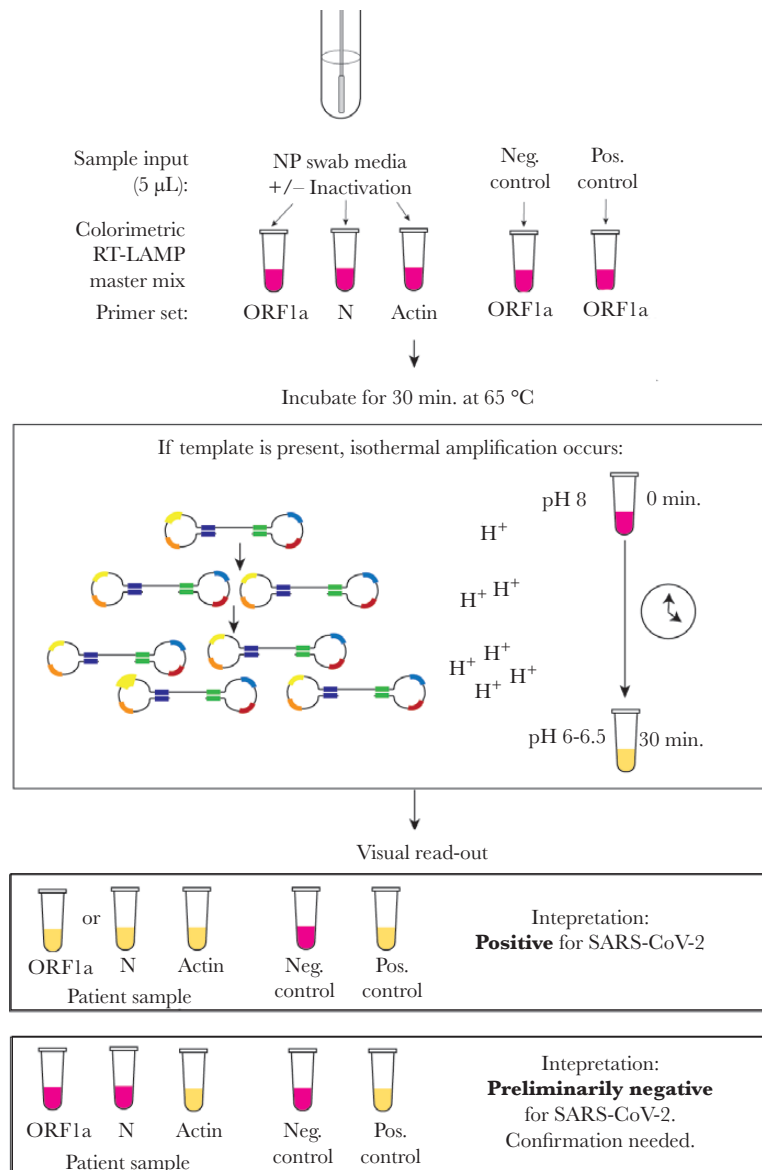 Sample input
(5 µL):
NP swab media
+/– Inactivation
Neg.
control
Pos.
control
Colorimetric
RT-LAMP
master mix
Primer set:
ORF1a
N
Actin
ORF1a
ORF1a
Incubate for 30 min. at 65 °C
If template is present, isothermal amplification occurs:
pH 8
0 min.
H+
H+ H+
H+ H+
H+ H+
pH 6-6.5
30 min.
Visual read-out
or
ORF1a
N
Actin
Patient sample
Neg.
control
Pos.
control
Intepretation:
Positive for SARS-CoV-2
ORF1a
N
Actin
Patient sample
Neg.
control
Pos.
control
Intepretation:
Preliminarily negative
for SARS-CoV-2.
Confirmation needed.